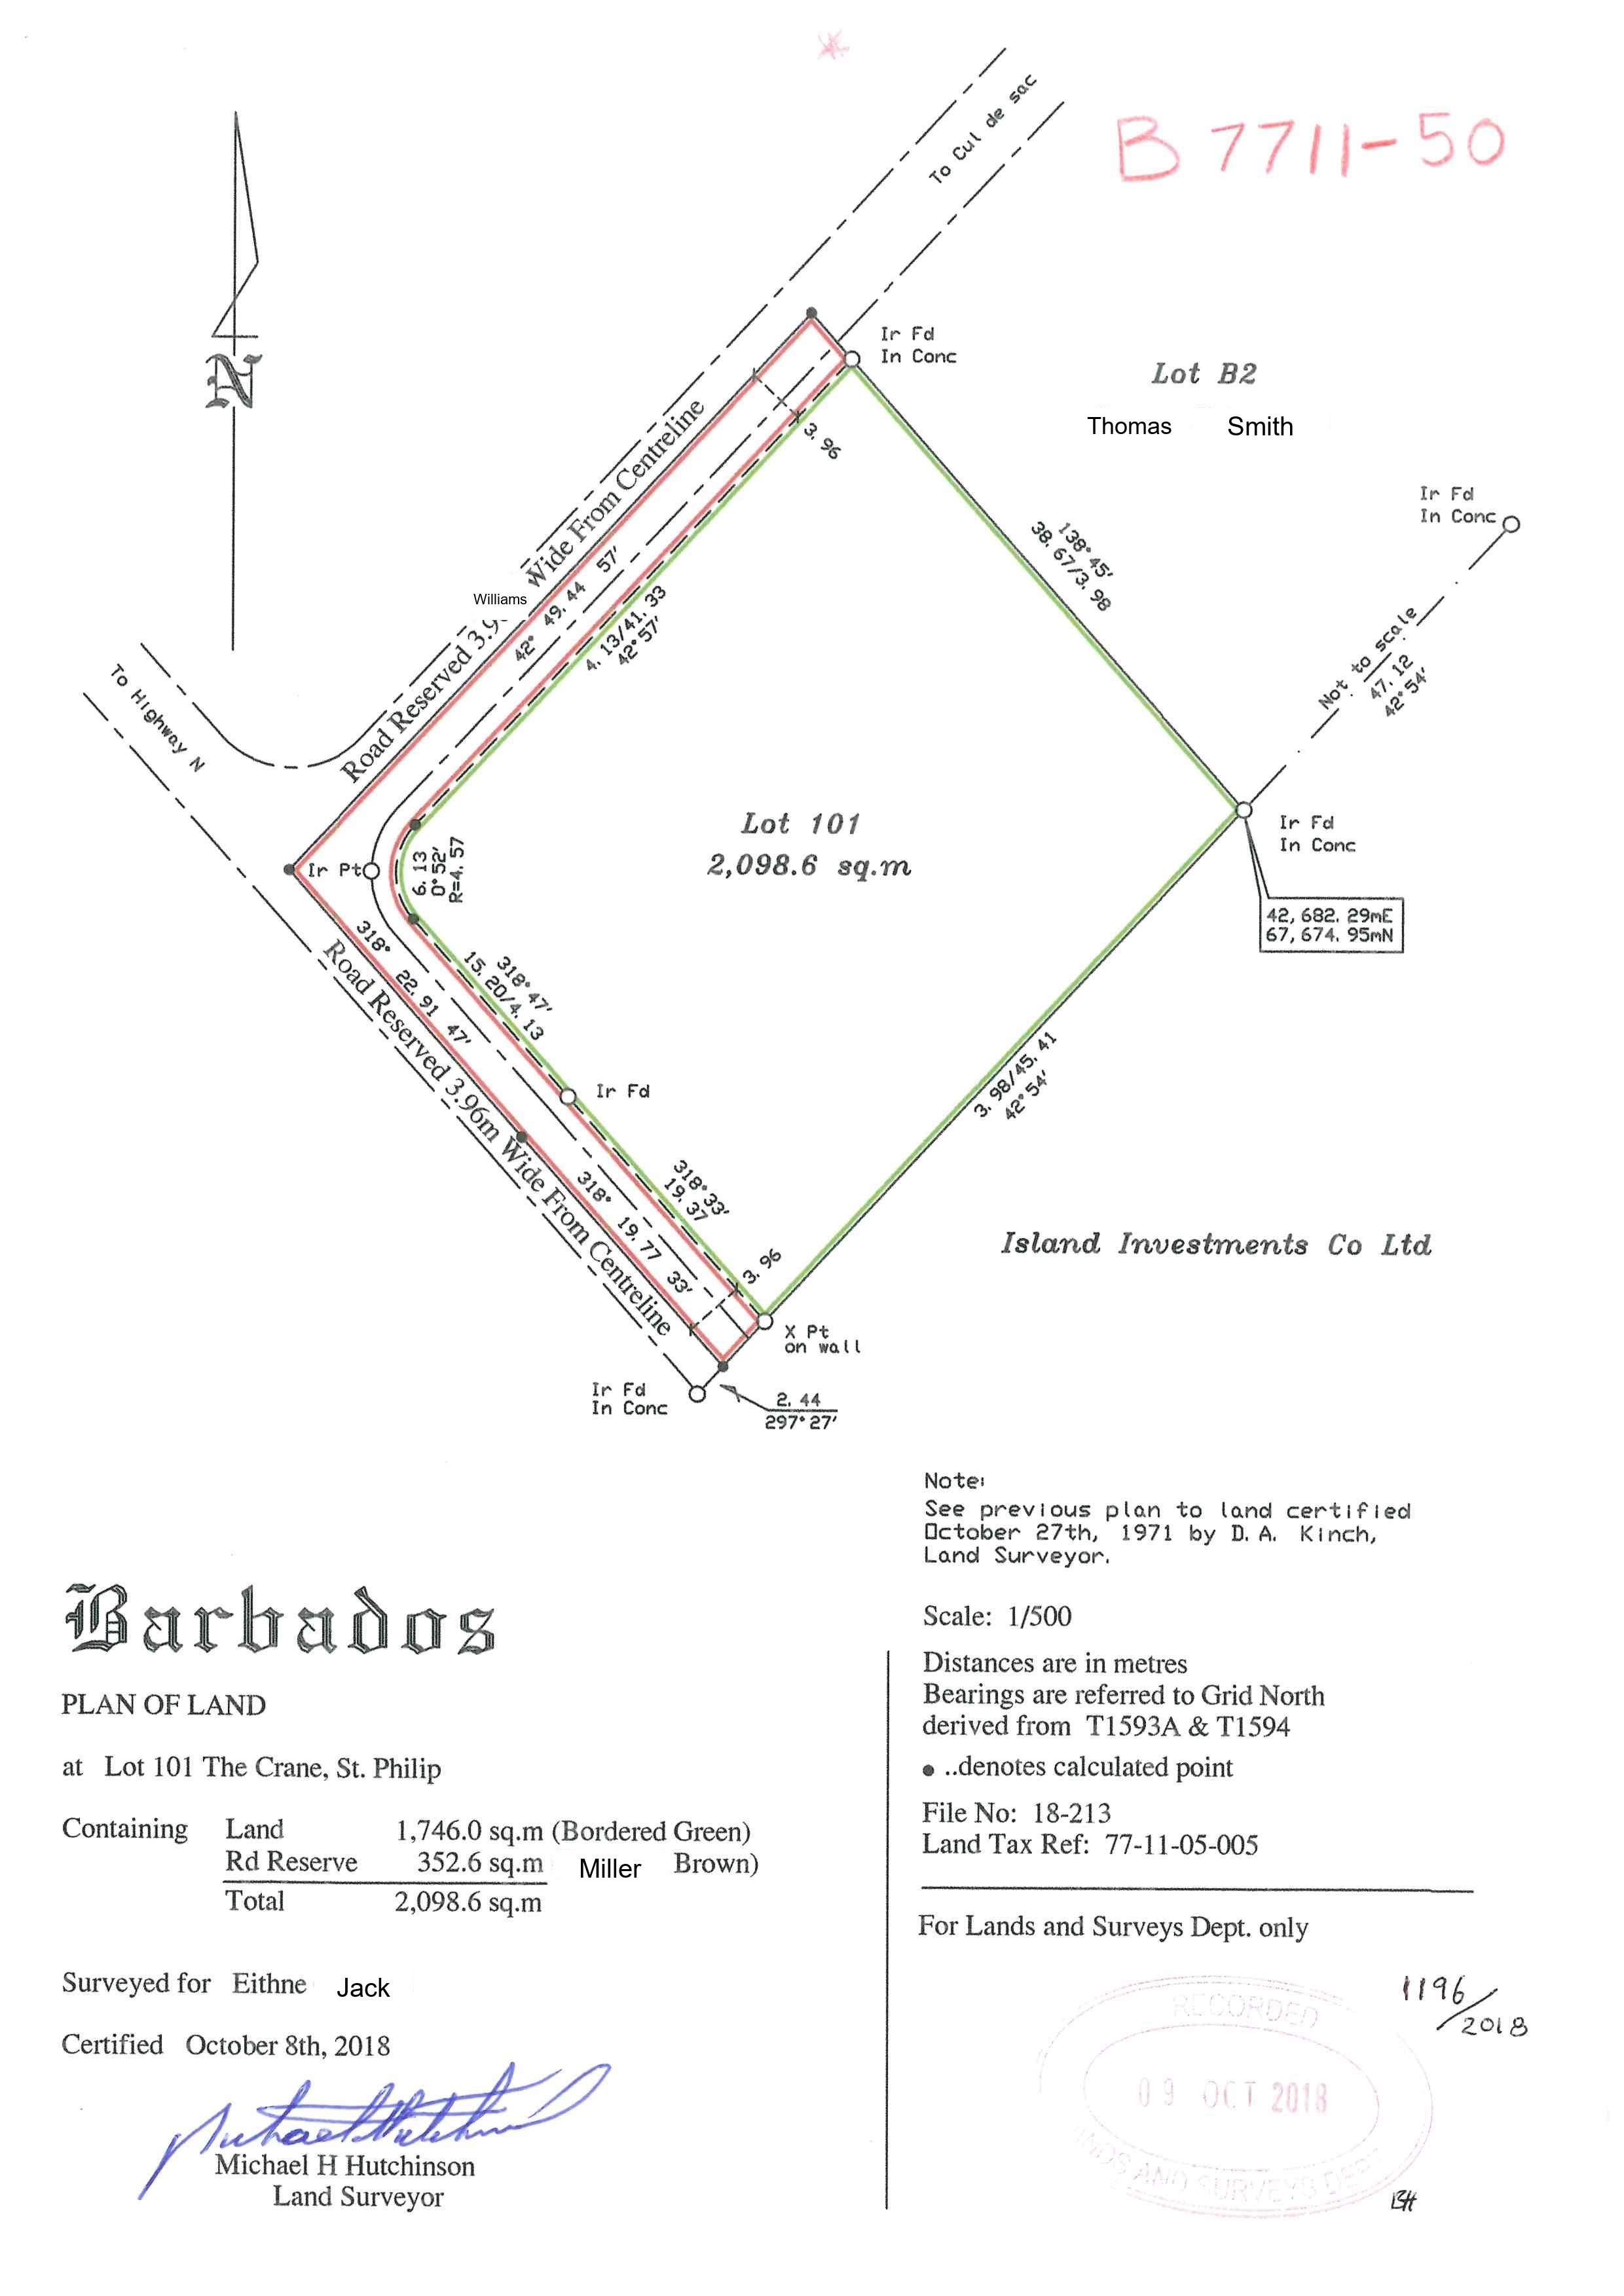 B 7711-50
To Cul de sac
N
Ir Fd
In Conc
Lot B2
Thomas Smith
3.96
Ir Fd
In Conc
138°45'
38.67/3.98
Road Reserved 3.9 Williams Wide From Centreline
42° 49.44 57'
4.13/41.33
42°57'
Not to scale
47.12
42°54'
To Highway N
Lot 101
2,098.6 sq.m
Ir Fd
In Conc
Ir Pt
6.13
0°52'
R=4.57
42,682.29mE
67,674.95mN
318° 22.91 47'
318°47'
15.20/4.13
Road Reserved 3.96m Wide From Centreline
Ir Fd
3.98/45.41
42°54'
318°33'
19.37
318° 19.77 33'
3.96
Island Investments Co Ltd
X Pt
on wall
Ir Fd
In Conc
2.44
297°27'
Note:
See previous plan to land certified
October 27th, 1971 by D.A. Kinch,
Land Surveyor.
Barbados
PLAN OF LAND
at Lot 101 The Crane, St. Philip
Containing Land 1,746.0 sq.m (Bordered Green)
Rd Reserve 352.6 sq.m Miller Brown)
Total 2,098.6 sq.m
Surveyed for Eithne Jack
Certified October 8th, 2018
Michael H Hutchinson
Land Surveyor
Scale: 1/500
Distances are in metres
Bearings are referred to Grid North
derived from T1593A & T1594
● ..denotes calculated point
File No: 18-213
Land Tax Ref: 77-11-05-005
For Lands and Surveys Dept. only
1196/2018
RECORDED
09 OCT 2018
AND SURVEYS